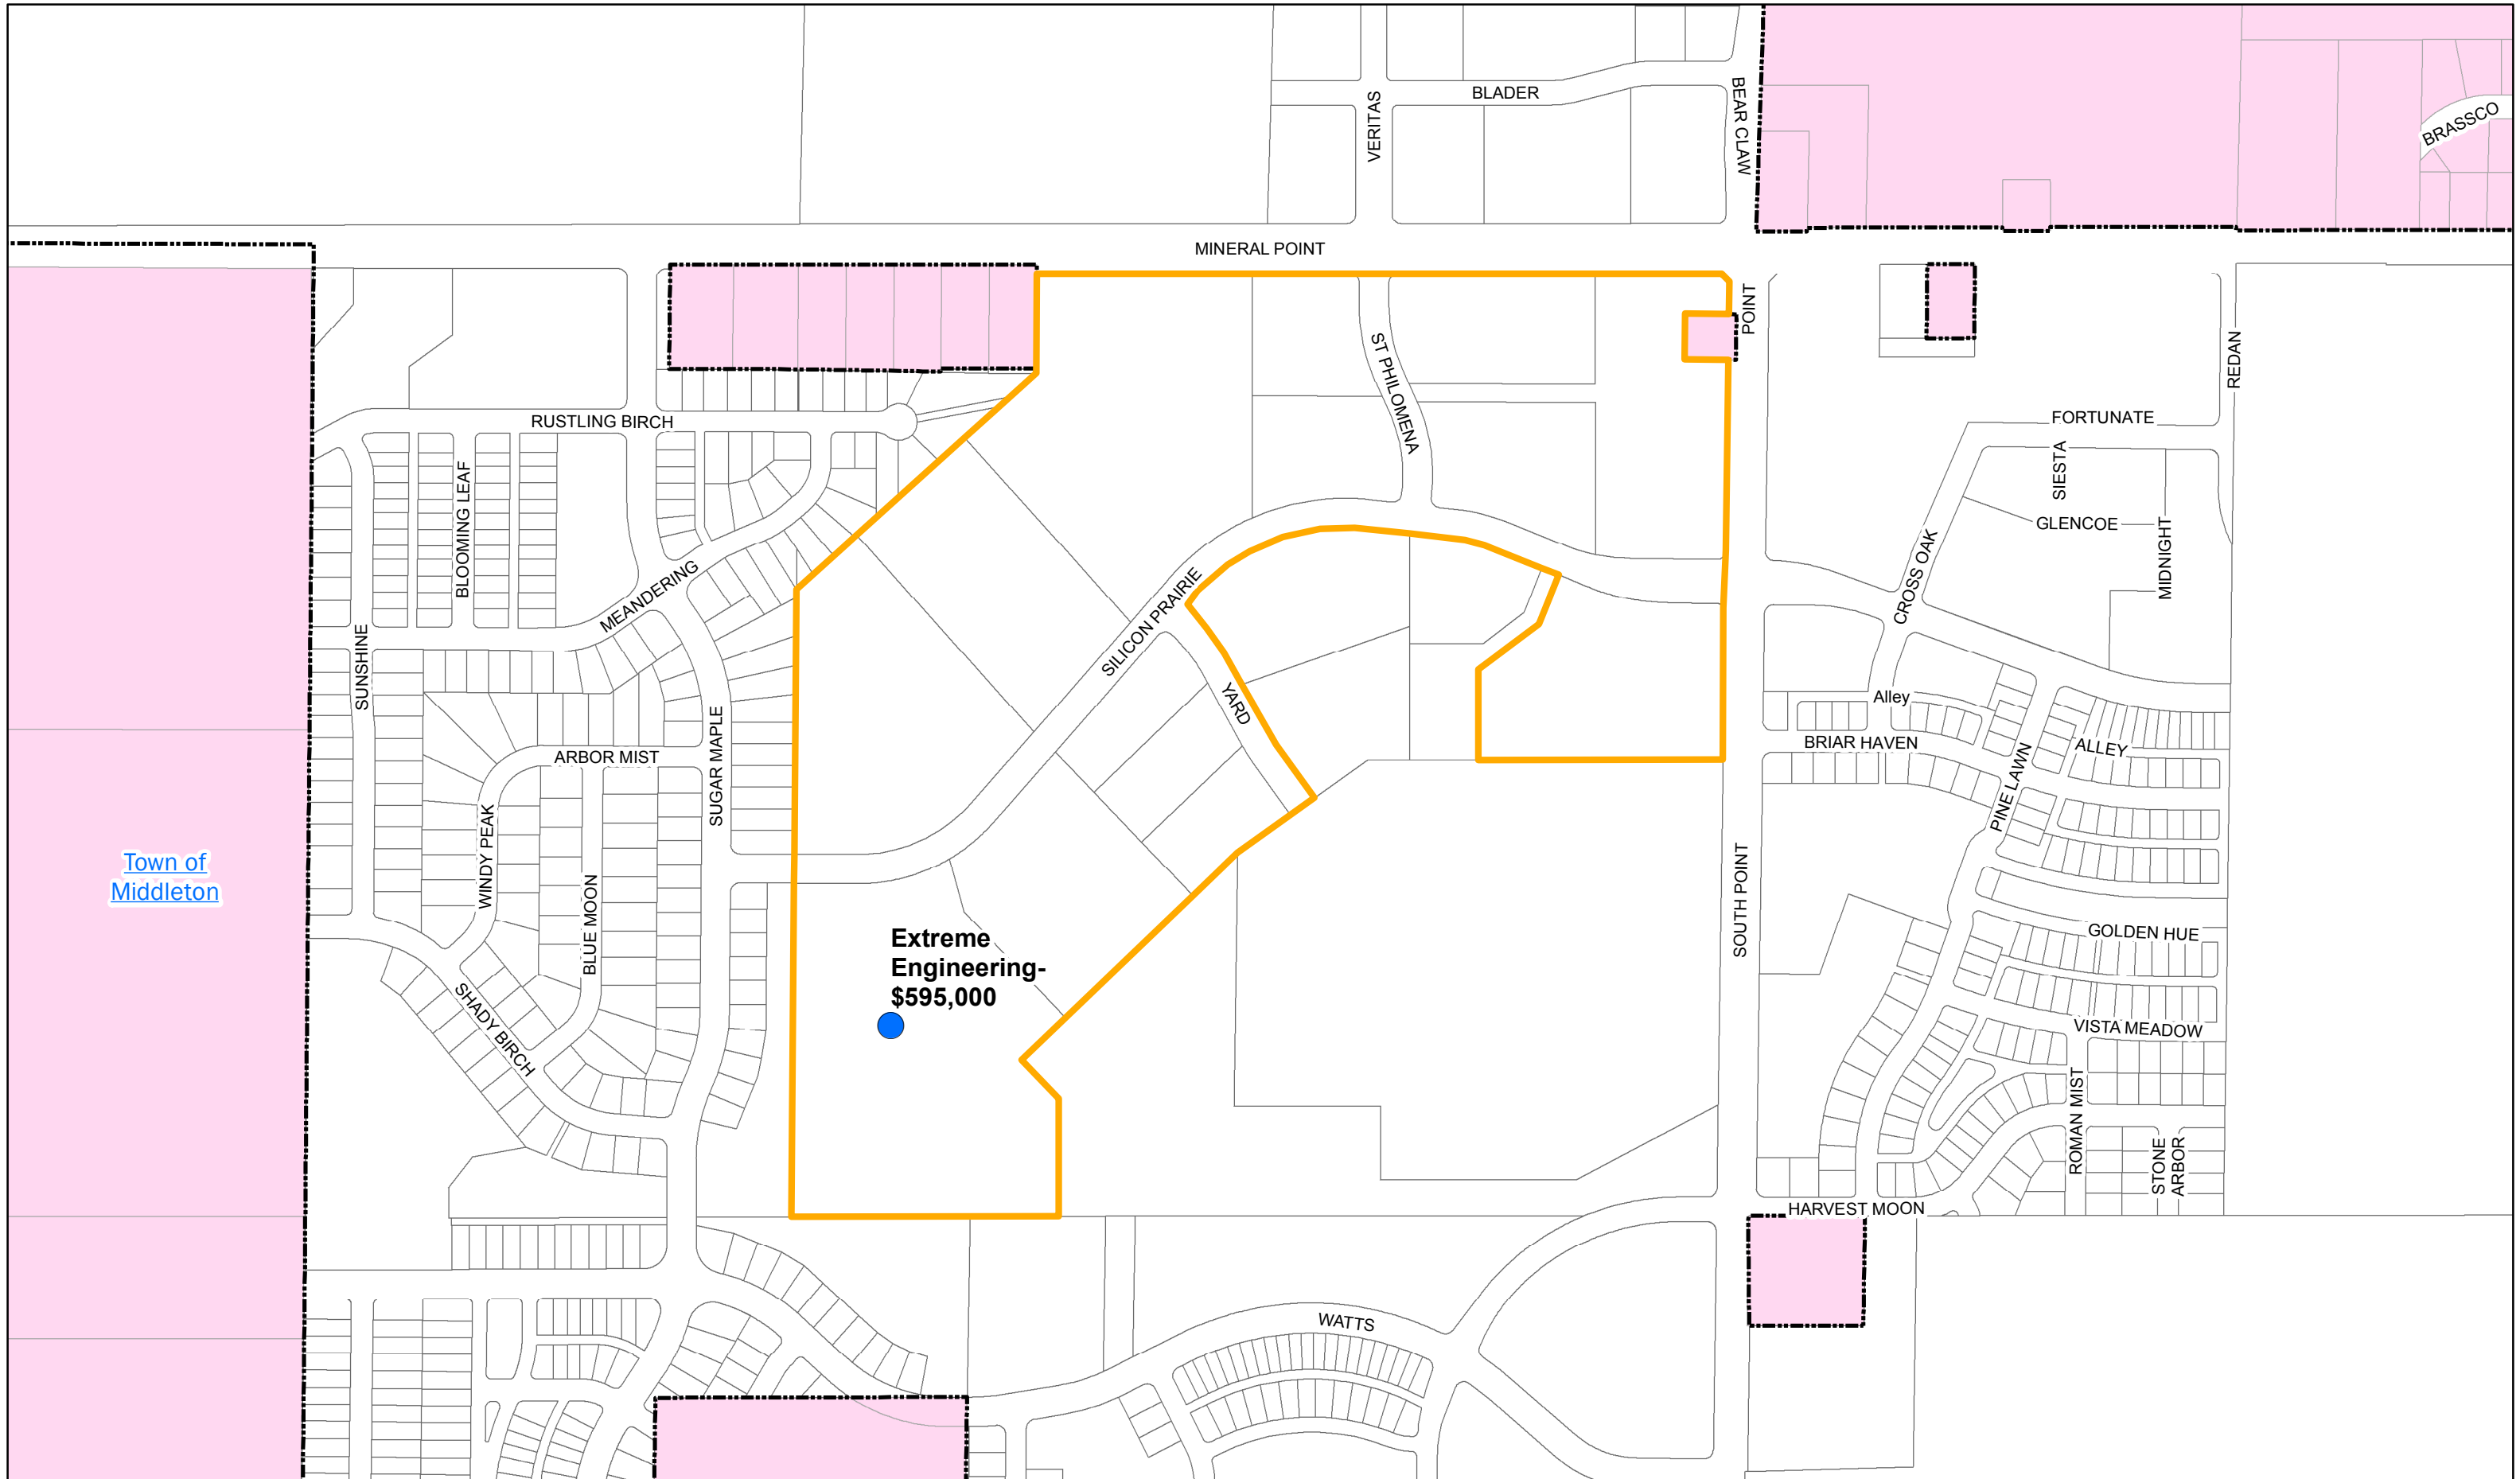 BLADER
VERITAS
BEAR CLAW
BRASSCO
MINERAL POINT
POINT
ST PHILOMENA
REDAN
RUSTLING BIRCH
FORTUNATE
SIESTA
BLOOMING LEAF
GLENCOE
MIDNIGHT
CROSS OAK
MEANDERING
SILICON PRAIRIE
SUNSHINE
YARD
Alley
SUGAR MAPLE
ARBOR MIST
BRIAR HAVEN
ALLEY
PINE LAWN
WINDY PEAK
Town of
Middleton
SOUTH POINT
BLUE MOON
GOLDEN HUE
Extreme
Engineering-
$595,000
SHADY BIRCH
VISTA MEADOW
ROMAN MIST
STONE
ARBOR
HARVEST MOON
WATTS